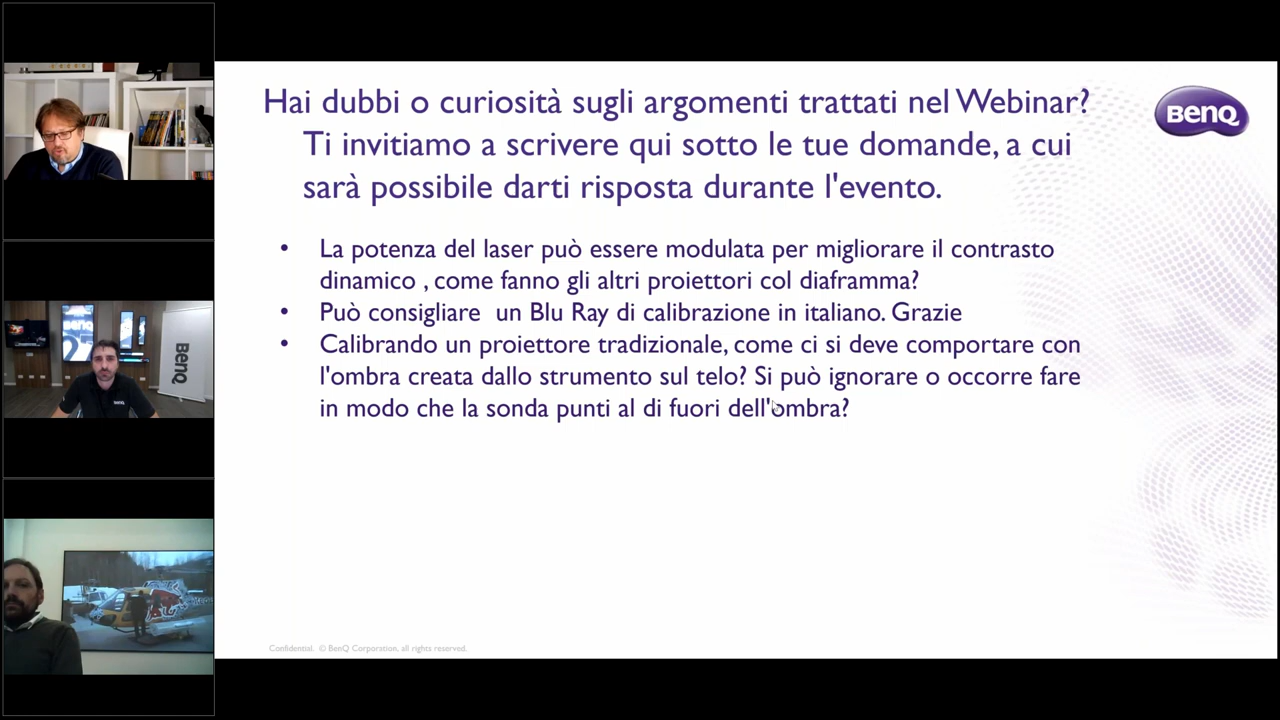 Hai dubbi o curiosità sugli argomenti trattati nel Webinar?
Ti invitiamo a scrivere qui sotto le tue domande, a cui
sarà possibile darti risposta durante l'evento.
BenQ
• La potenza del laser può essere modulata per migliorare il contrasto
dinamico , come fanno gli altri proiettori col diaframma?
• Può consigliare un Blu Ray di calibrazione in italiano. Grazie
• Calibrando un proiettore tradizionale, come ci si deve comportare con
l'ombra creata dallo strumento sul telo? Si può ignorare o occorre fare
in modo che la sonda punti al di fuori dell'ombra?
Confidential. © BenQ Corporation, all rights reserved.
BenQ
BenQ